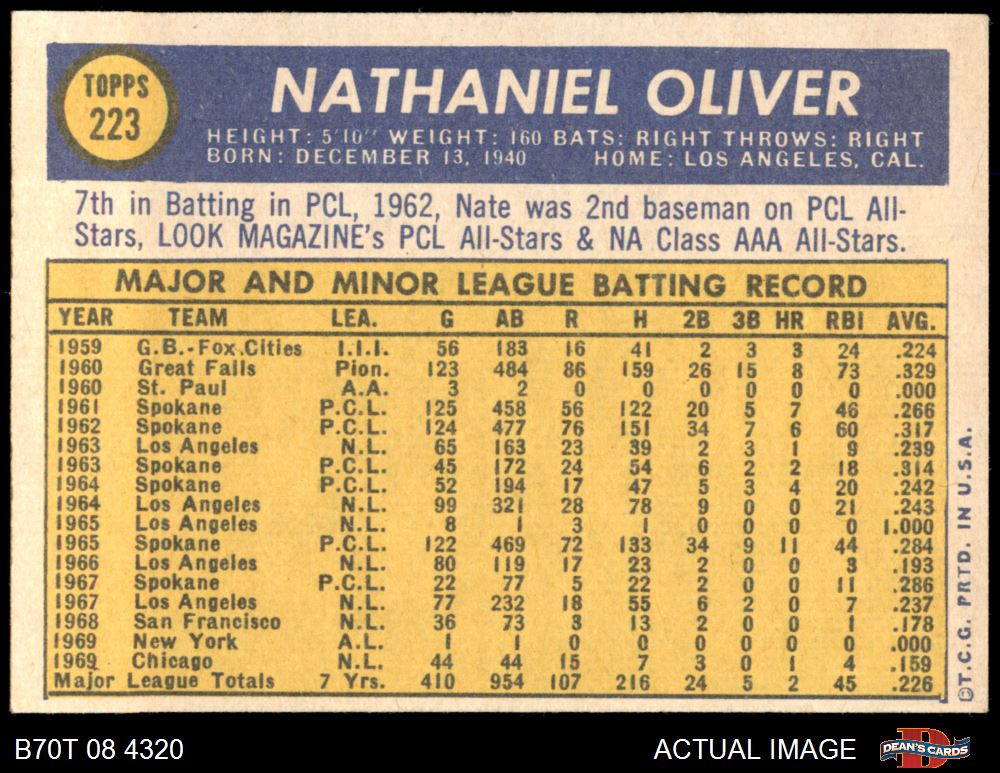 TOPPS
223
NATHANIEL OLIVER
HEIGHT: 5'10" WEIGHT: 160 BATS: RIGHT THROWS: RIGHT
BORN: DECEMBER 13, 1940 HOME: LOS ANGELES, CAL.
7th in Batting in PCL, 1962, Nate was 2nd baseman on PCL All-
Stars, LOOK MAGAZINE's PCL All-Stars & NA Class AAA All-Stars.
MAJOR AND MINOR LEAGUE BATTING RECORD
YEAR TEAM LEA. G AB R H 2B 3B HR RBI AVG.
1959 G.B.-Fox Cities I.I.I. 56 183 16 41 2 3 3 24 .224
1960 Great Falls Pion. 123 484 86 159 26 15 8 73 .329
1960 St. Paul A.A. 3 2 0 0 0 0 0 0 .000
1961 Spokane P.C.L. 125 458 56 122 20 5 7 46 .266
1962 Spokane P.C.L. 124 477 76 151 34 7 6 60 .317
1963 Los Angeles N.L. 65 163 23 39 2 3 1 9 .239
1963 Spokane P.C.L. 45 172 24 54 6 2 2 18 .314
1964 Spokane P.C.L. 52 194 17 47 5 3 4 20 .242
1964 Los Angeles N.L. 99 321 28 78 9 0 0 21 .243
1965 Los Angeles N.L. 8 1 3 1 0 0 0 0 1.000
1965 Spokane P.C.L. 122 469 72 133 34 9 11 44 .284
1966 Los Angeles N.L. 80 119 17 23 2 0 0 3 .193
1967 Spokane P.C.L. 22 77 5 22 2 0 0 11 .286
1967 Los Angeles N.L. 77 232 18 55 6 2 0 7 .237
1968 San Francisco N.L. 36 73 3 13 2 0 0 1 .178
1969 New York A.L. 1 1 0 0 0 0 0 0 .000
1969 Chicago N.L. 44 44 15 7 3 0 1 4 .159
Major League Totals 7 Yrs. 410 954 107 216 24 5 2 45 .226
©T.C.G. PRTD. IN U.S.A.
B70T 08 4320
ACTUAL IMAGE
DEAN'S CARDS